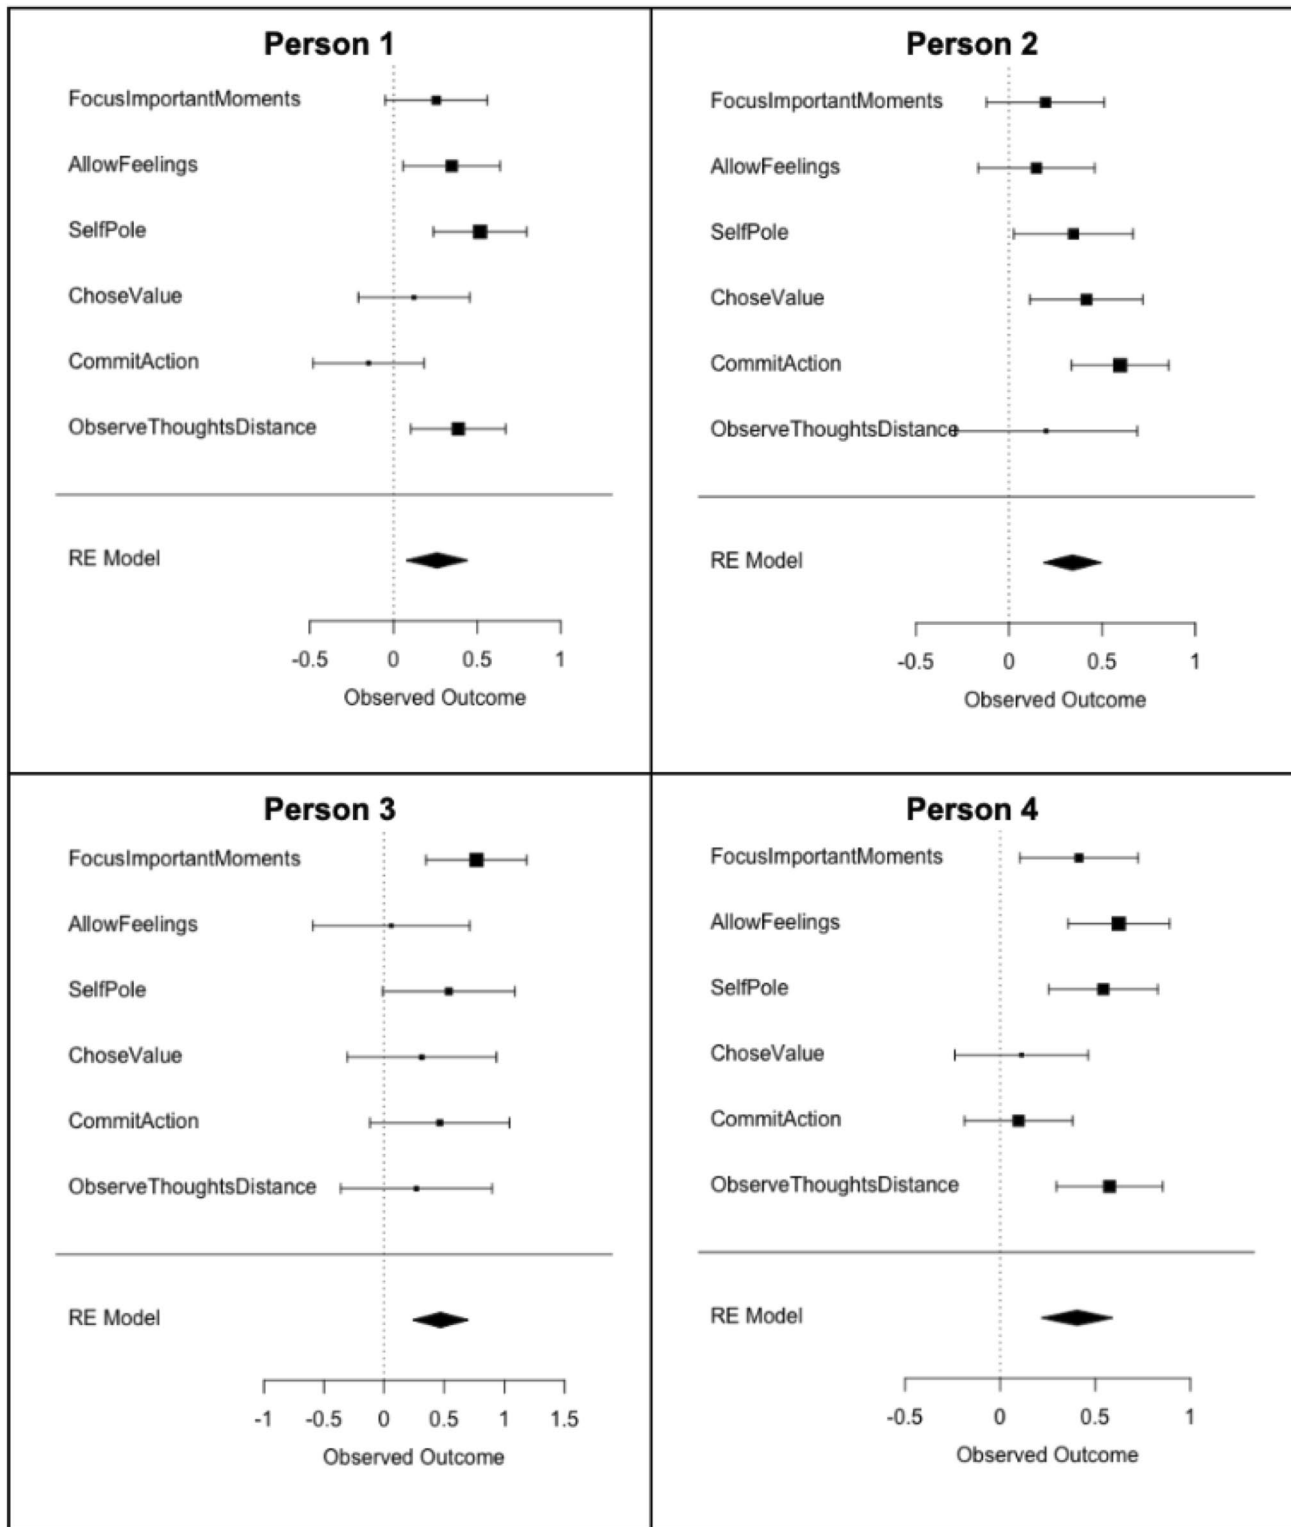 Person 1
FocusImportantMoments
AllowFeelings
SelfPole
ChoseValue
CommitAction
ObserveThoughtsDistance
RE Model
-0.5 0 0.5 1
Observed Outcome
Person 2
FocusImportantMoments
AllowFeelings
SelfPole
ChoseValue
CommitAction
ObserveThoughtsDistance
RE Model
-0.5 0 0.5 1
Observed Outcome
Person 3
FocusImportantMoments
AllowFeelings
SelfPole
ChoseValue
CommitAction
ObserveThoughtsDistance
RE Model
-1 -0.5 0 0.5 1 1.5
Observed Outcome
Person 4
FocusImportantMoments
AllowFeelings
SelfPole
ChoseValue
CommitAction
ObserveThoughtsDistance
RE Model
-0.5 0 0.5 1
Observed Outcome